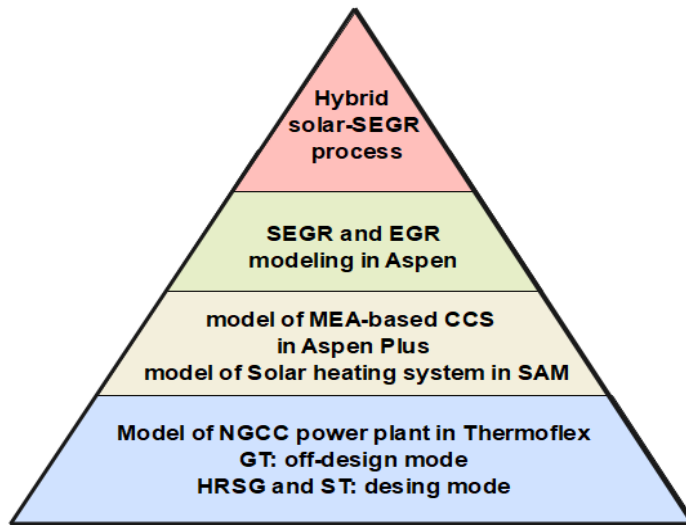 Hybrid
solar-SEGR
process
SEGR and EGR
modeling in Aspen
model of MEA-based CCS
in Aspen Plus
model of Solar heating system in SAM
Model of NGCC power plant in Thermoflex
GT: off-design mode
HRSG and ST: desing mode